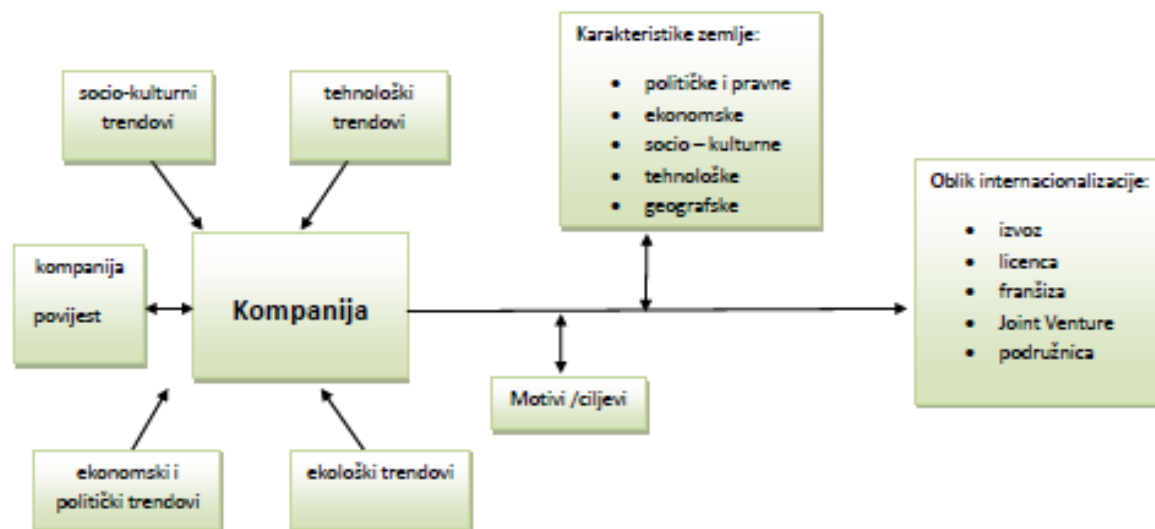 socio-kulturni
trendovi
tehnološki
trendovi
Karakteristike zemlje:
• političke i pravne
• ekonomske
• socio – kulturne
• tehnološke
• geografske
Oblik internacionalizacije:
• izvoz
• licenca
• franšiza
• Joint Venture
• podružnica
kompanija
povijest
Kompanija
Motivi /ciljevi
ekonomski i
politički trendovi
ekološki trendovi